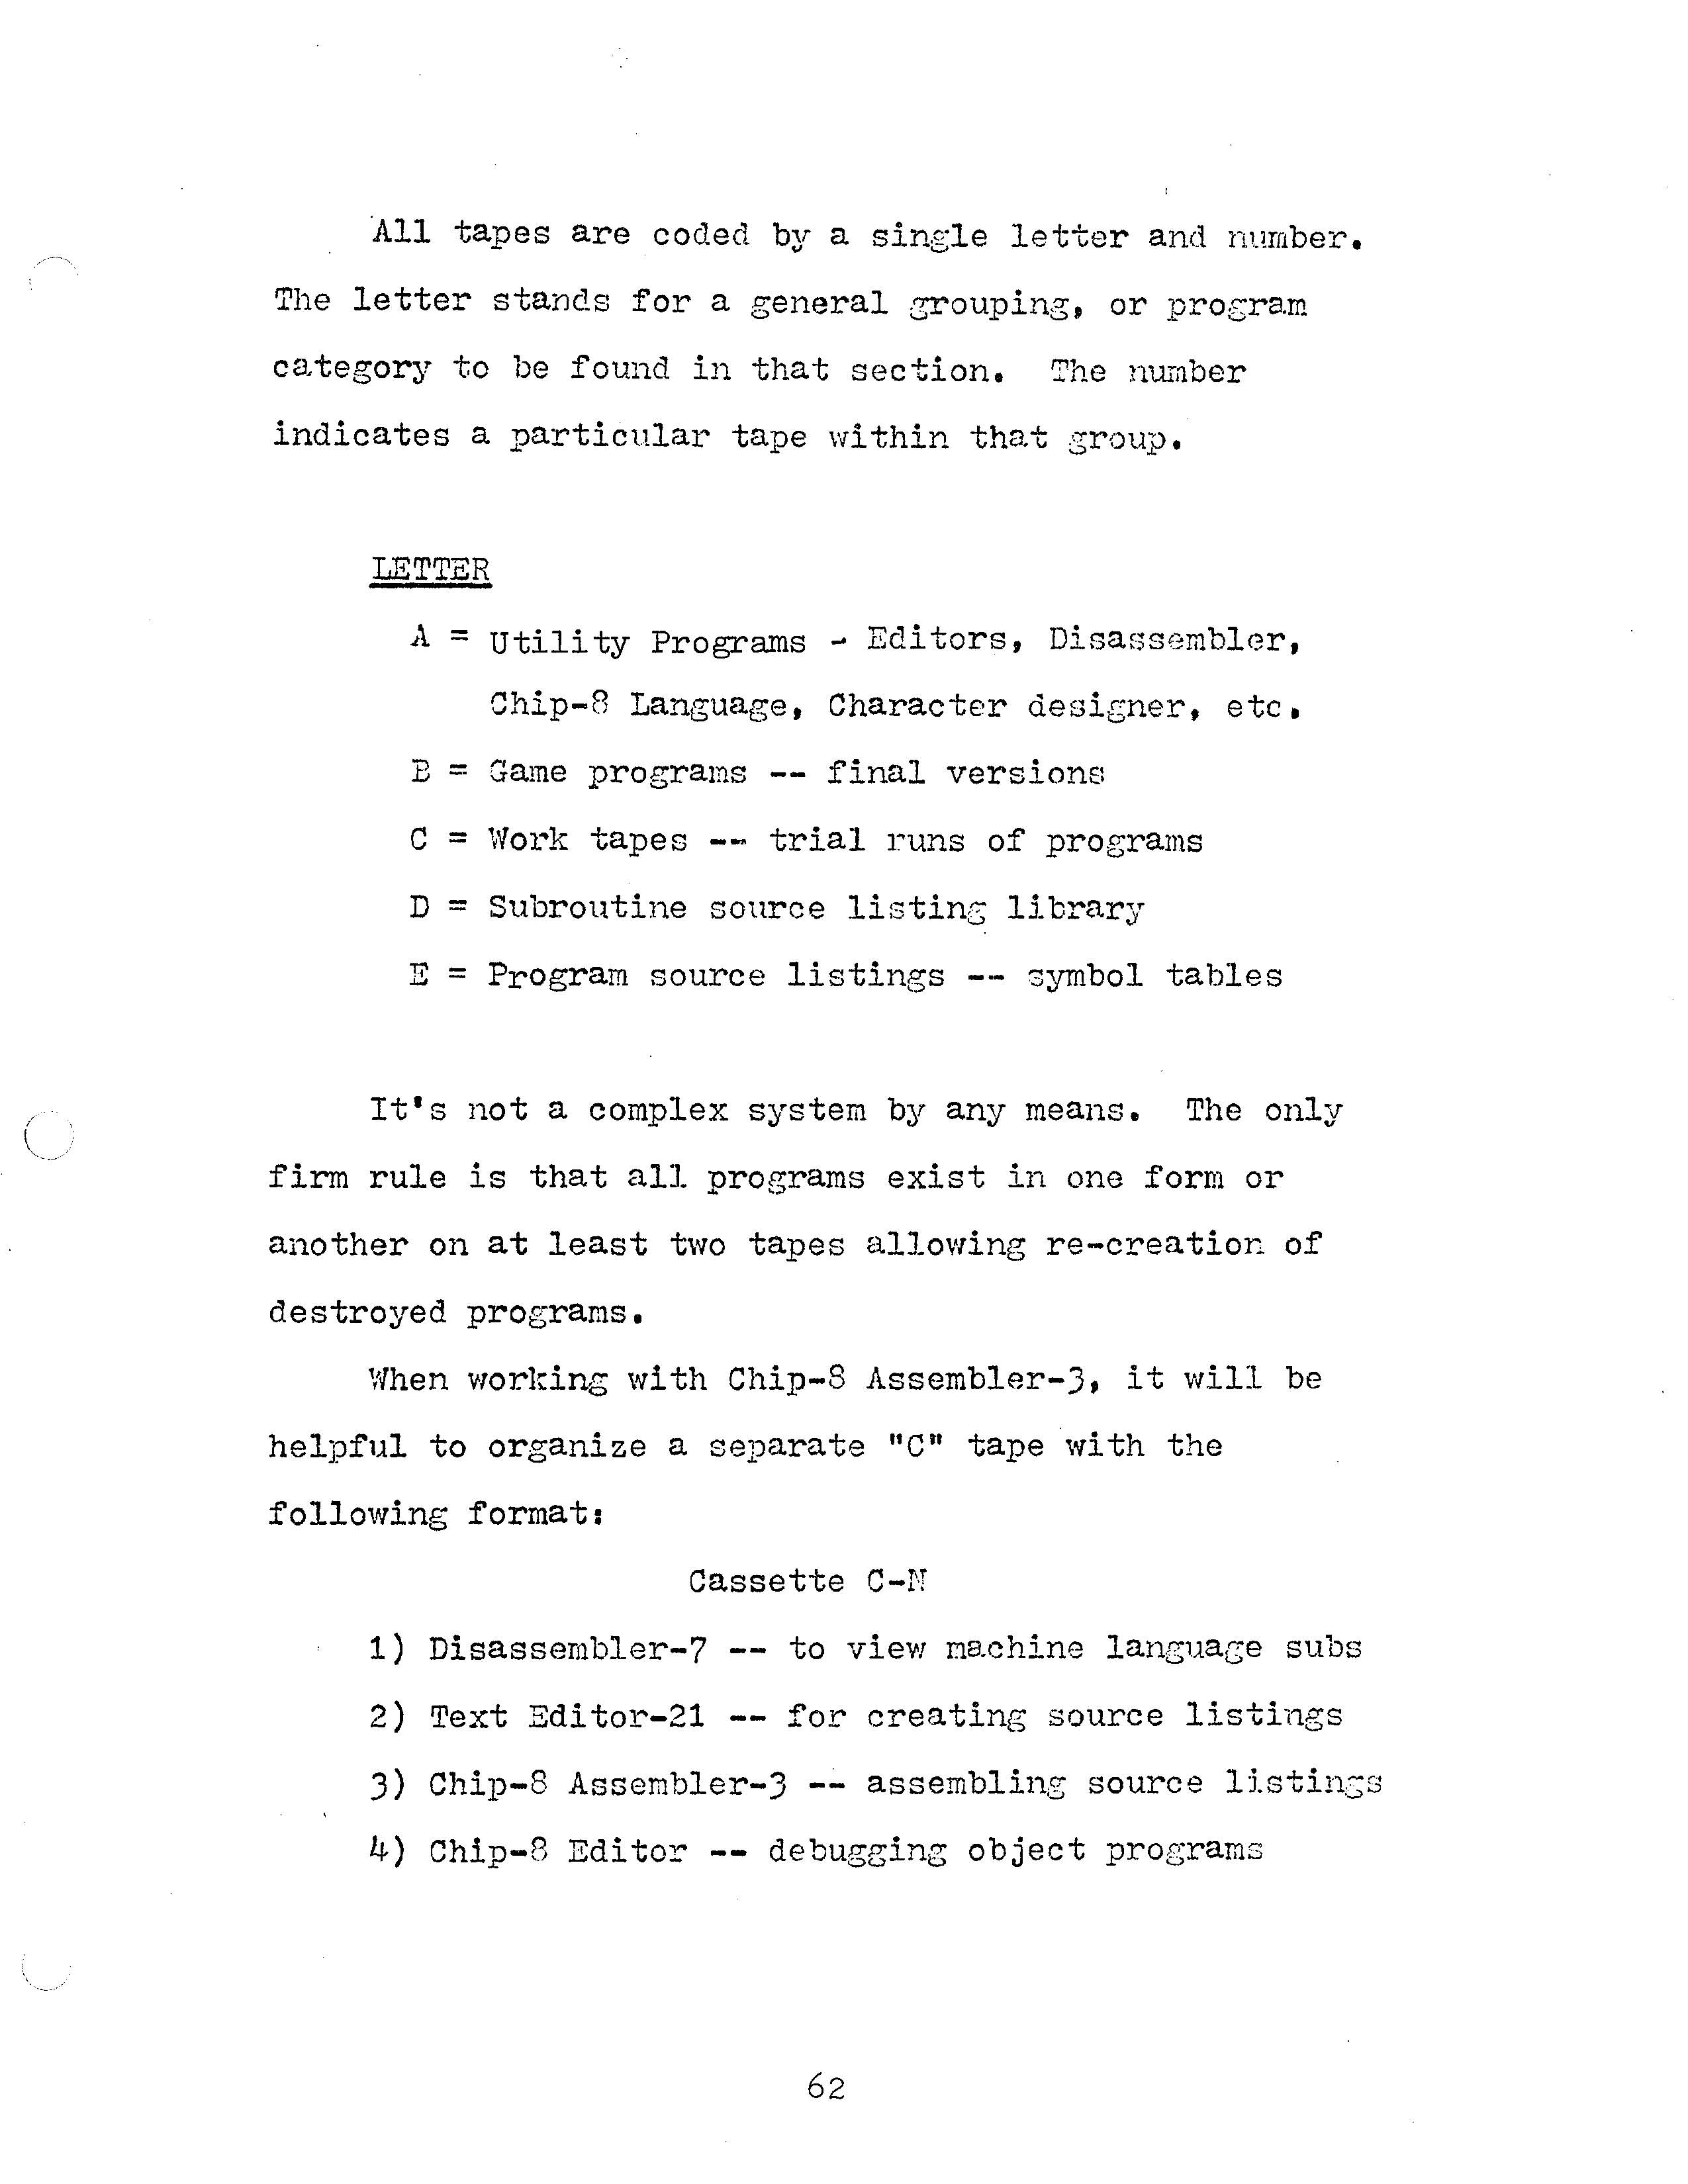 All tapes are coded by a single letter and number.
The letter stands for a general grouping, or program
category to be found in that section.  The number
indicates a particular tape within that group.
LETTER
A = Utility Programs - Editors, Disassembler,
Chip-8 Language, Character designer, etc.
B = Game programs -- final versions
C = Work tapes -- trial runs of programs
D = Subroutine source listing library
E = Program source listings -- symbol tables
It's not a complex system by any means.  The only
firm rule is that all programs exist in one form or
another on at least two tapes allowing re-creation of
destroyed programs.
When working with Chip-8 Assembler-3, it will be
helpful to organize a separate "C" tape with the
following format:
Cassette C-N
1) Disassembler-7 -- to view machine language subs
2) Text Editor-21 -- for creating source listings
3) Chip-8 Assembler-3 -- assembling source listings
4) Chip-8 Editor -- debugging object programs
62